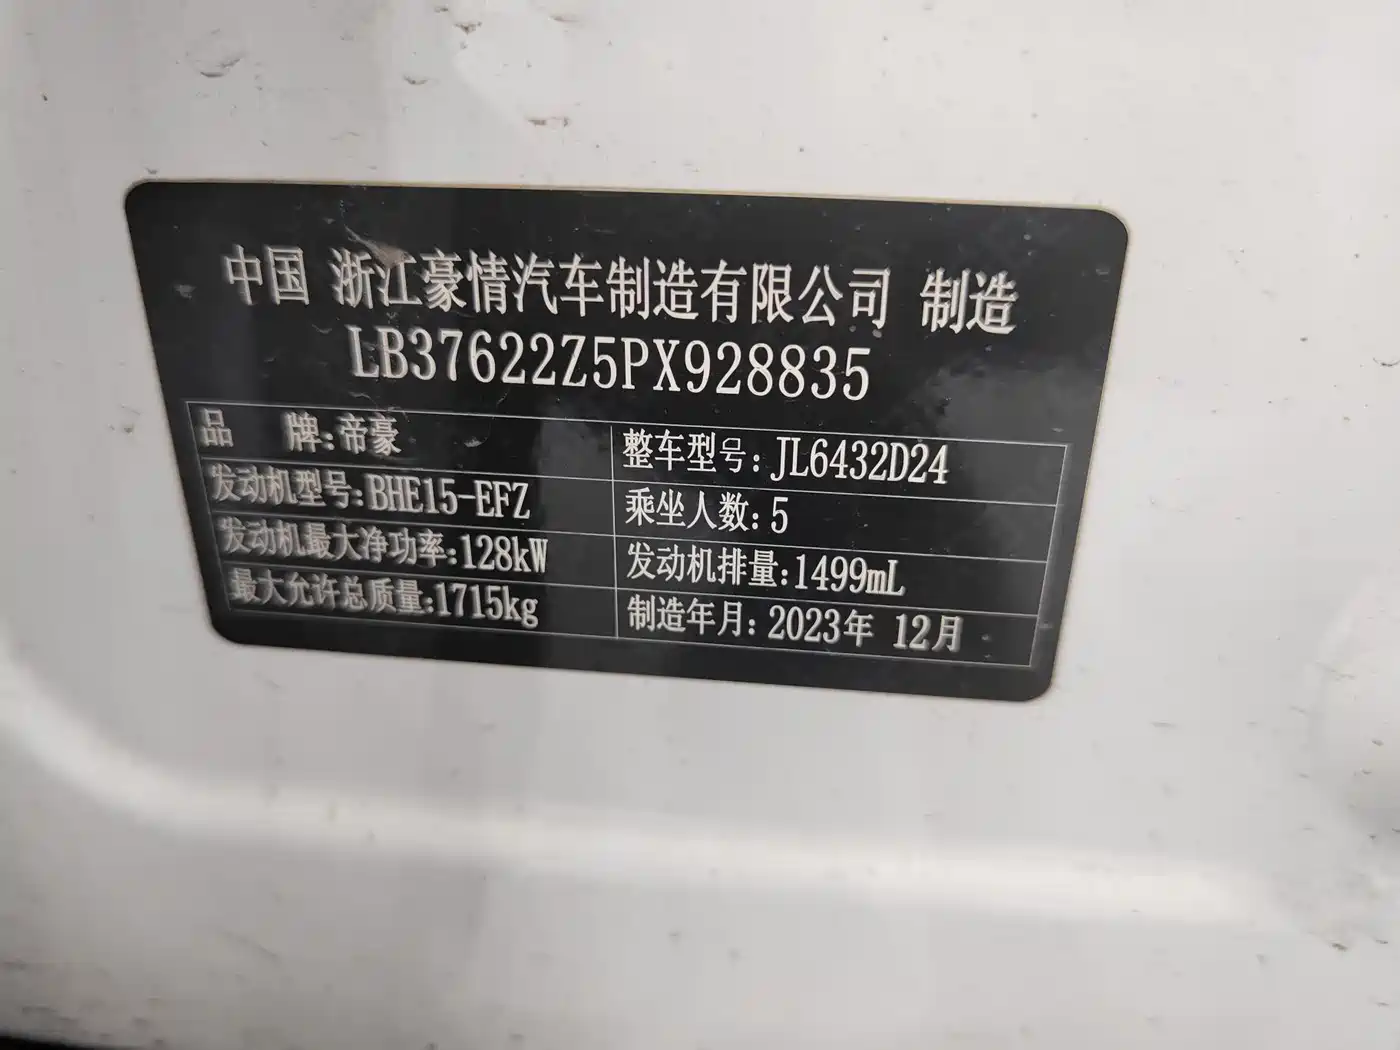 中国 浙江豪情汽车制造有限公司 制造
LB37622Z5PX928835
品 牌:帝豪 整车型号:JL6432D24
发动机型号:BHE15-EFZ 乘坐人数:5
发动机最大净功率:128kW 发动机排量:1499mL
最大允许总质量:1715kg 制造年月:2023年 12月